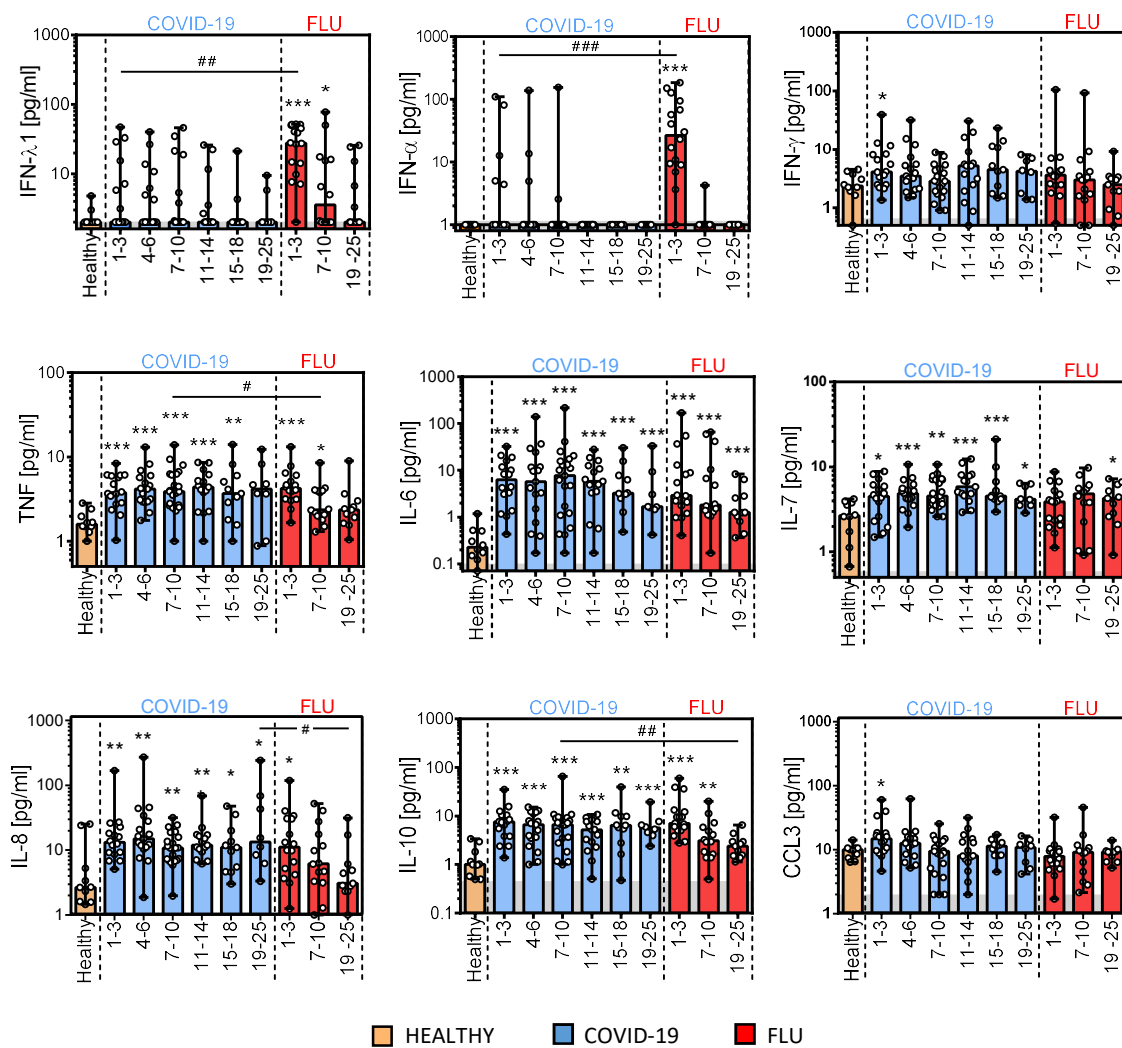 COVID-19 FLU
IFN-λ1 [pg/ml]
1000
100
10
##
***
*
Healthy 1-3 4-6 7-10 11-14 15-18 19-25 1-3 7-10 19 -25
COVID-19 FLU
IFN-α [pg/ml]
1000
100
10
1
###
***
Healthy 1-3 4-6 7-10 11-14 15-18 19-25 1-3 7-10 19 -25
COVID-19 FLU
IFN-γ [pg/ml]
1000
100
10
1
*
Healthy 1-3 4-6 7-10 11-14 15-18 19-25 1-3 7-10 19 -25
COVID-19 FLU
TNF [pg/ml]
100
10
1
#
*** *** *** *** ** *** *
Healthy 1-3 4-6 7-10 11-14 15-18 19-25 1-3 7-10 19 -25
COVID-19 FLU
IL-6 [pg/ml]
1000
100
10
1
0.1
*** *** *** *** *** *** *** *** ***
Healthy 1-3 4-6 7-10 11-14 15-18 19-25 1-3 7-10 19 -25
COVID-19 FLU
IL-7 [pg/ml]
100
10
1
* *** ** *** *** * *
Healthy 1-3 4-6 7-10 11-14 15-18 19-25 1-3 7-10 19 -25
COVID-19 FLU
IL-8 [pg/ml]
1000
100
10
1
#
** ** ** ** * * *
Healthy 1-3 4-6 7-10 11-14 15-18 19-25 1-3 7-10 19 -25
COVID-19 FLU
IL-10 [pg/ml]
1000
100
10
1
0.1
##
*** *** *** *** ** *** *** **
Healthy 1-3 4-6 7-10 11-14 15-18 19-25 1-3 7-10 19 -25
COVID-19 FLU
CCL3 [pg/ml]
1000
100
10
1
*
Healthy 1-3 4-6 7-10 11-14 15-18 19-25 1-3 7-10 19 -25
HEALTHY COVID-19 FLU